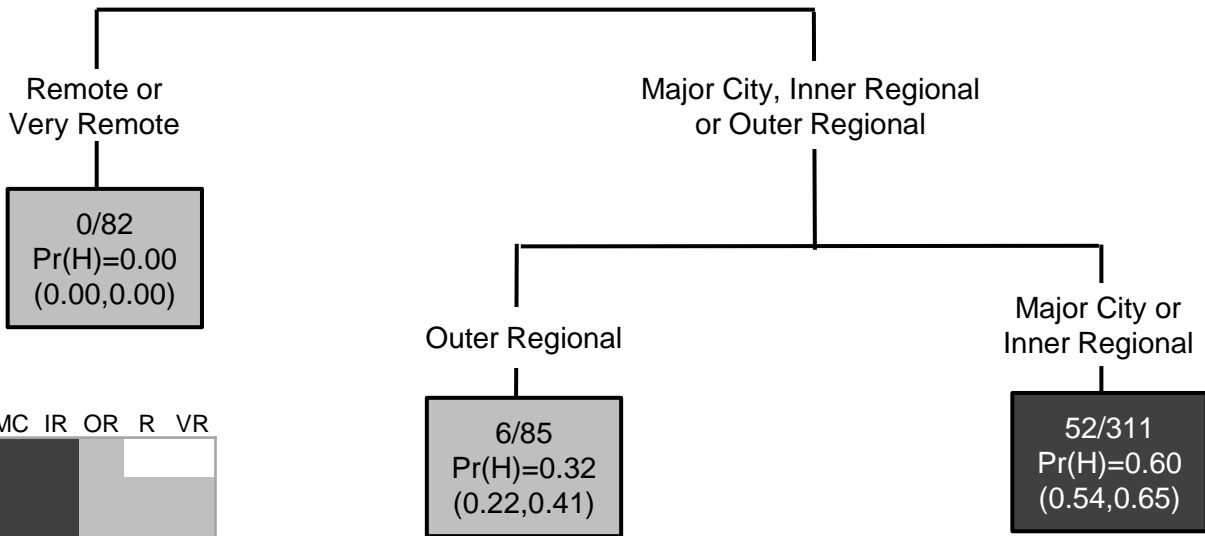 Remote or
Very Remote
Major City, Inner Regional
or Outer Regional
0/82
Pr(H)=0.00
(0.00,0.00)
Outer Regional
Major City or
Inner Regional
MC IR OR R VR
6/85
Pr(H)=0.32
(0.22,0.41)
52/311
Pr(H)=0.60
(0.54,0.65)